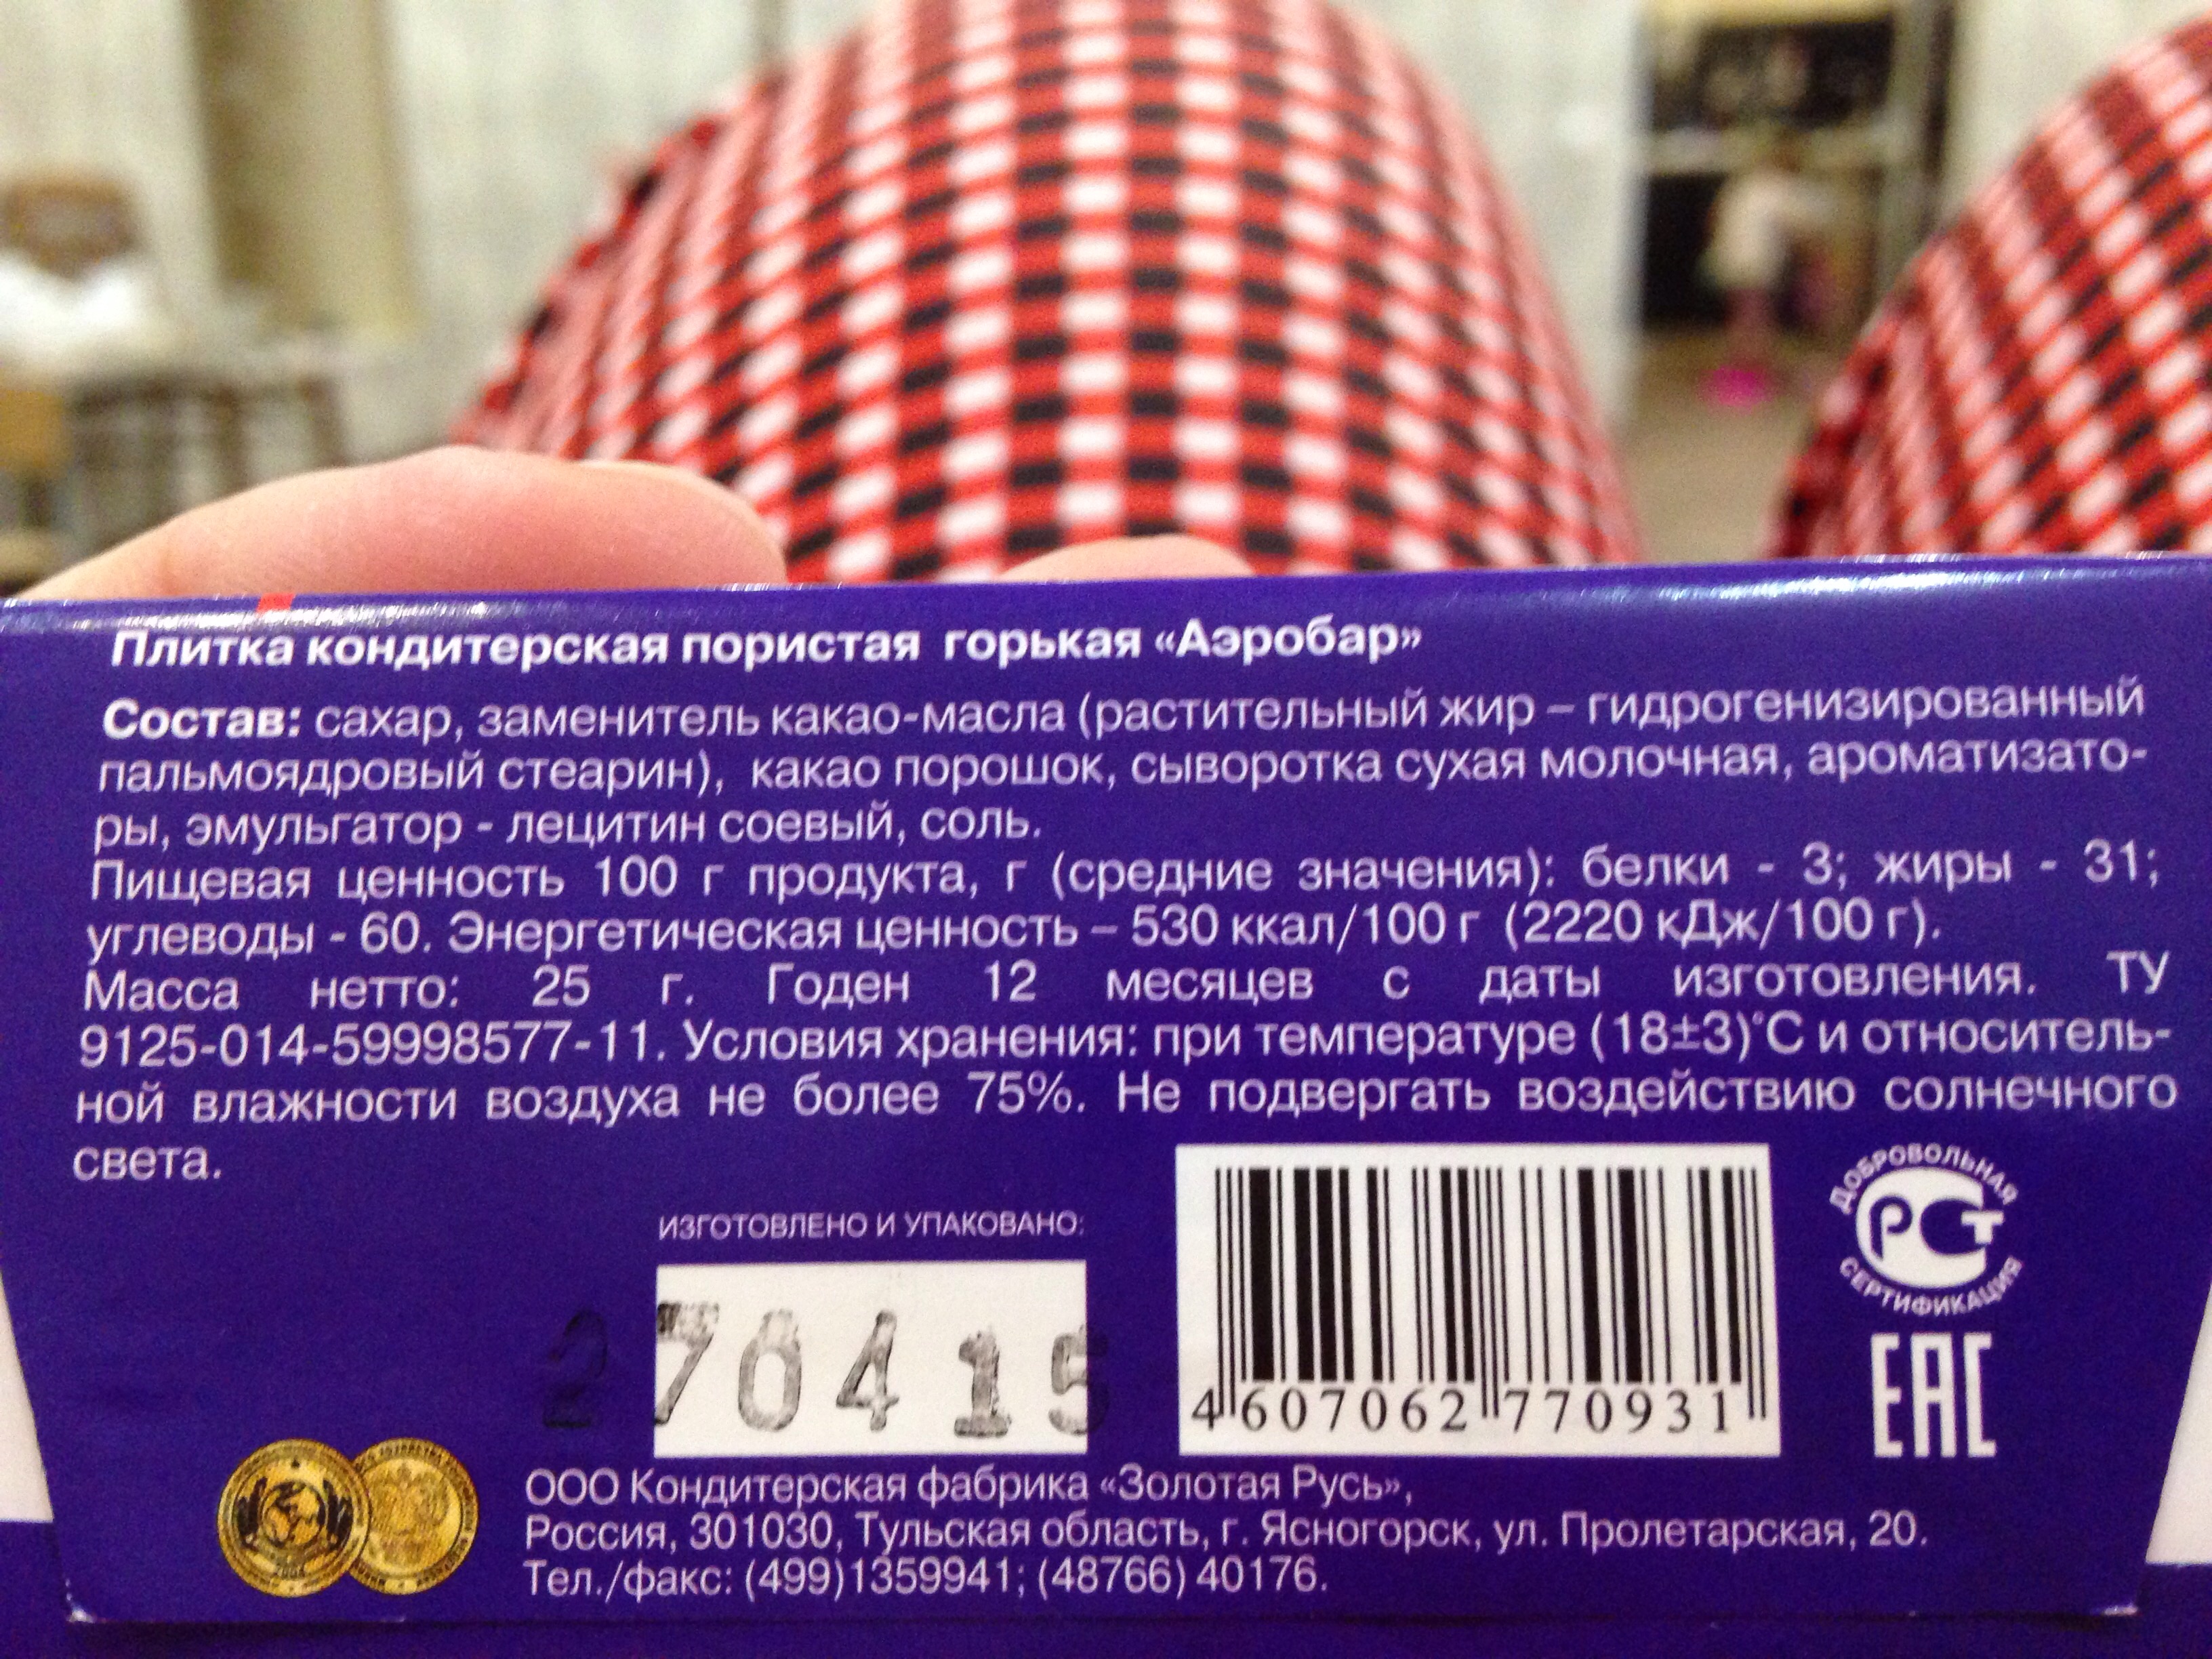 Плитка кондитерская пористая горькая «Аэробар»
Состав: сахар, заменитель какао-масла (растительный жир – гидрогенизированный
пальмоядровый стеарин), какао порошок, сыворотка сухая молочная, ароматизато-
ры, эмульгатор - лецитин соевый, соль.
Пищевая ценность 100 г продукта, г (средние значения): белки - 3; жиры - 31;
углеводы - 60. Энергетическая ценность – 530 ккал/100 г (2220 кДж/100 г).
Масса нетто: 25 г. Годен 12 месяцев с даты изготовления. ТУ
9125-014-59998577-11. Условия хранения: при температуре (18±3)°С и относитель-
ной влажности воздуха не более 75%. Не подвергать воздействию солнечного
света.
ИЗГОТОВЛЕНО И УПАКОВАНО:
270415
4 607062 770931
ДОБРОВОЛЬНАЯ
РСТ
СЕРТИФИКАЦИЯ
ЕАС
ООО Кондитерская фабрика «Золотая Русь»,
Россия, 301030, Тульская область, г. Ясногорск, ул. Пролетарская, 20.
Тел./факс: (499)1359941; (48766) 40176.